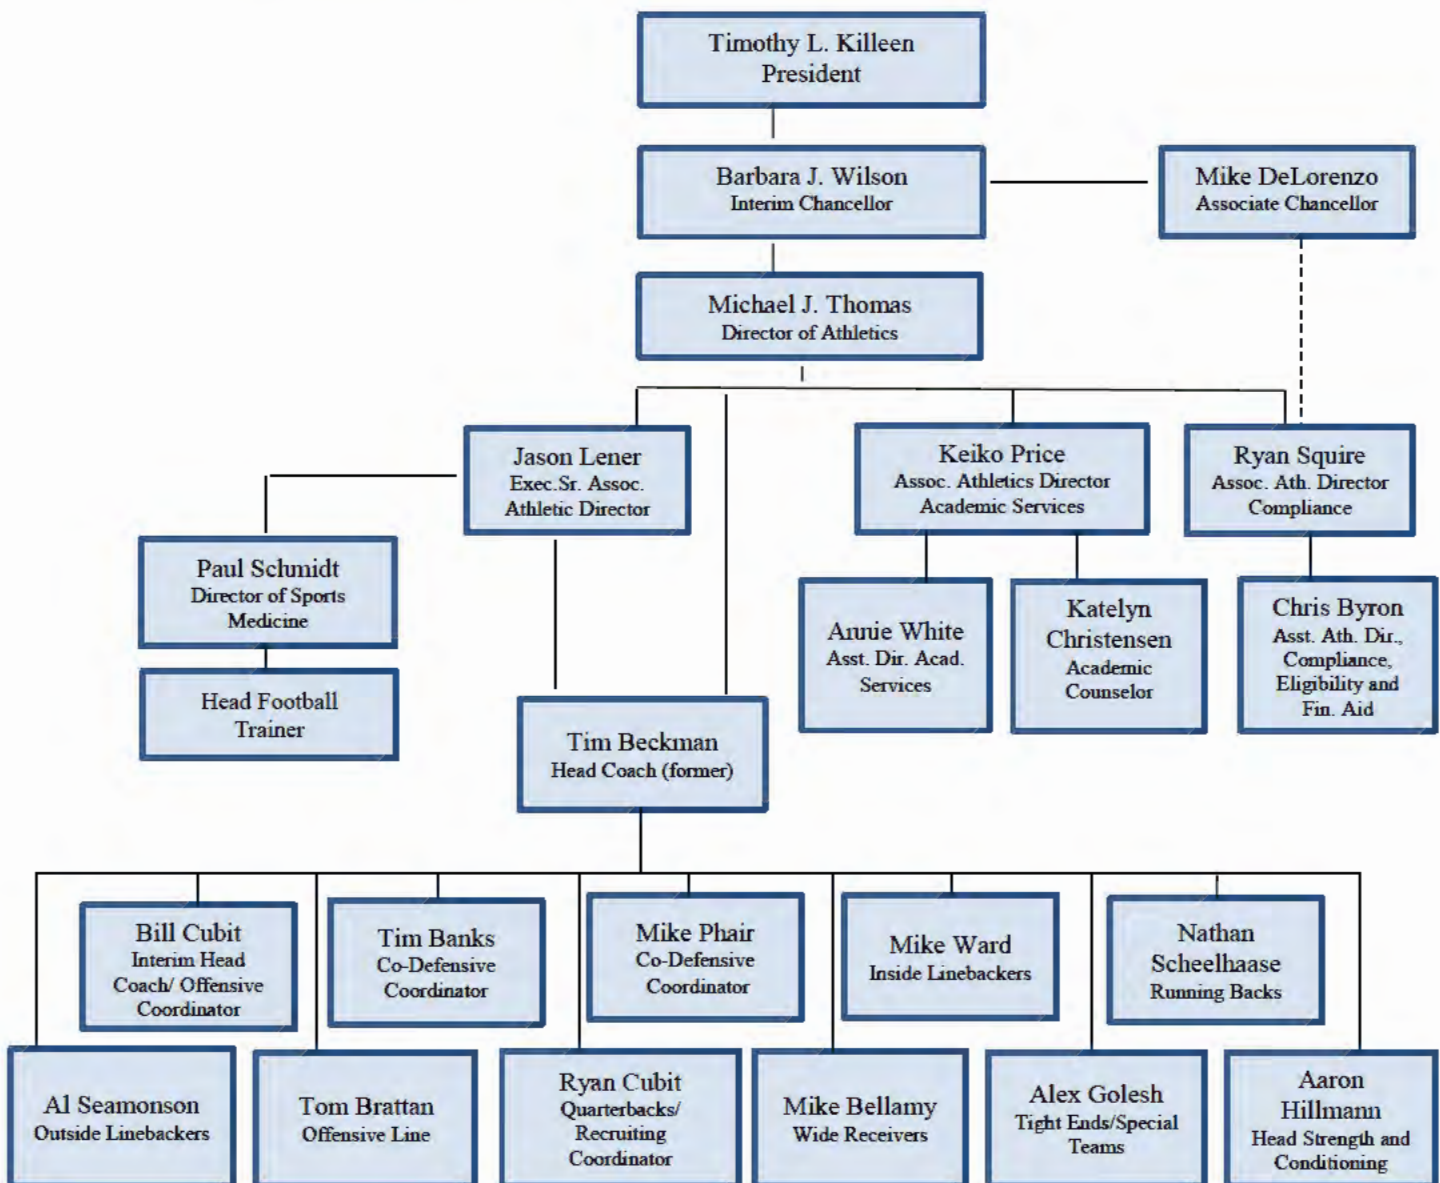 Timothy L. Killeen
President
Barbara J. Wilson
Interim Chancellor
Mike DeLorenzo
Associate Chancellor
Michael J. Thomas
Director of Athletics
Jason Lener
Exec.Sr. Assoc.
Athletic Director
Keiko Price
Assoc. Athletics Director
Academic Services
Ryan Squire
Assoc. Ath. Director
Compliance
Paul Schmidt
Director of Sports
Medicine
Head Football
Trainer
Annie White
Asst. Dir. Acad.
Services
Katelyn
Christensen
Academic
Counselor
Chris Byron
Asst. Ath. Dir.,
Compliance,
Eligibility and
Fin. Aid
Tim Beckman
Head Coach (former)
Bill Cubit
Interim Head
Coach/ Offensive
Coordinator
Tim Banks
Co-Defensive
Coordinator
Mike Phair
Co-Defensive
Coordinator
Mike Ward
Inside Linebackers
Nathan
Scheelhaase
Running Backs
Al Seamonson
Outside Linebackers
Tom Brattan
Offensive Line
Ryan Cubit
Quarterbacks/
Recruiting
Coordinator
Mike Bellamy
Wide Receivers
Alex Golesh
Tight Ends/Special
Teams
Aaron
Hillmann
Head Strength and
Conditioning